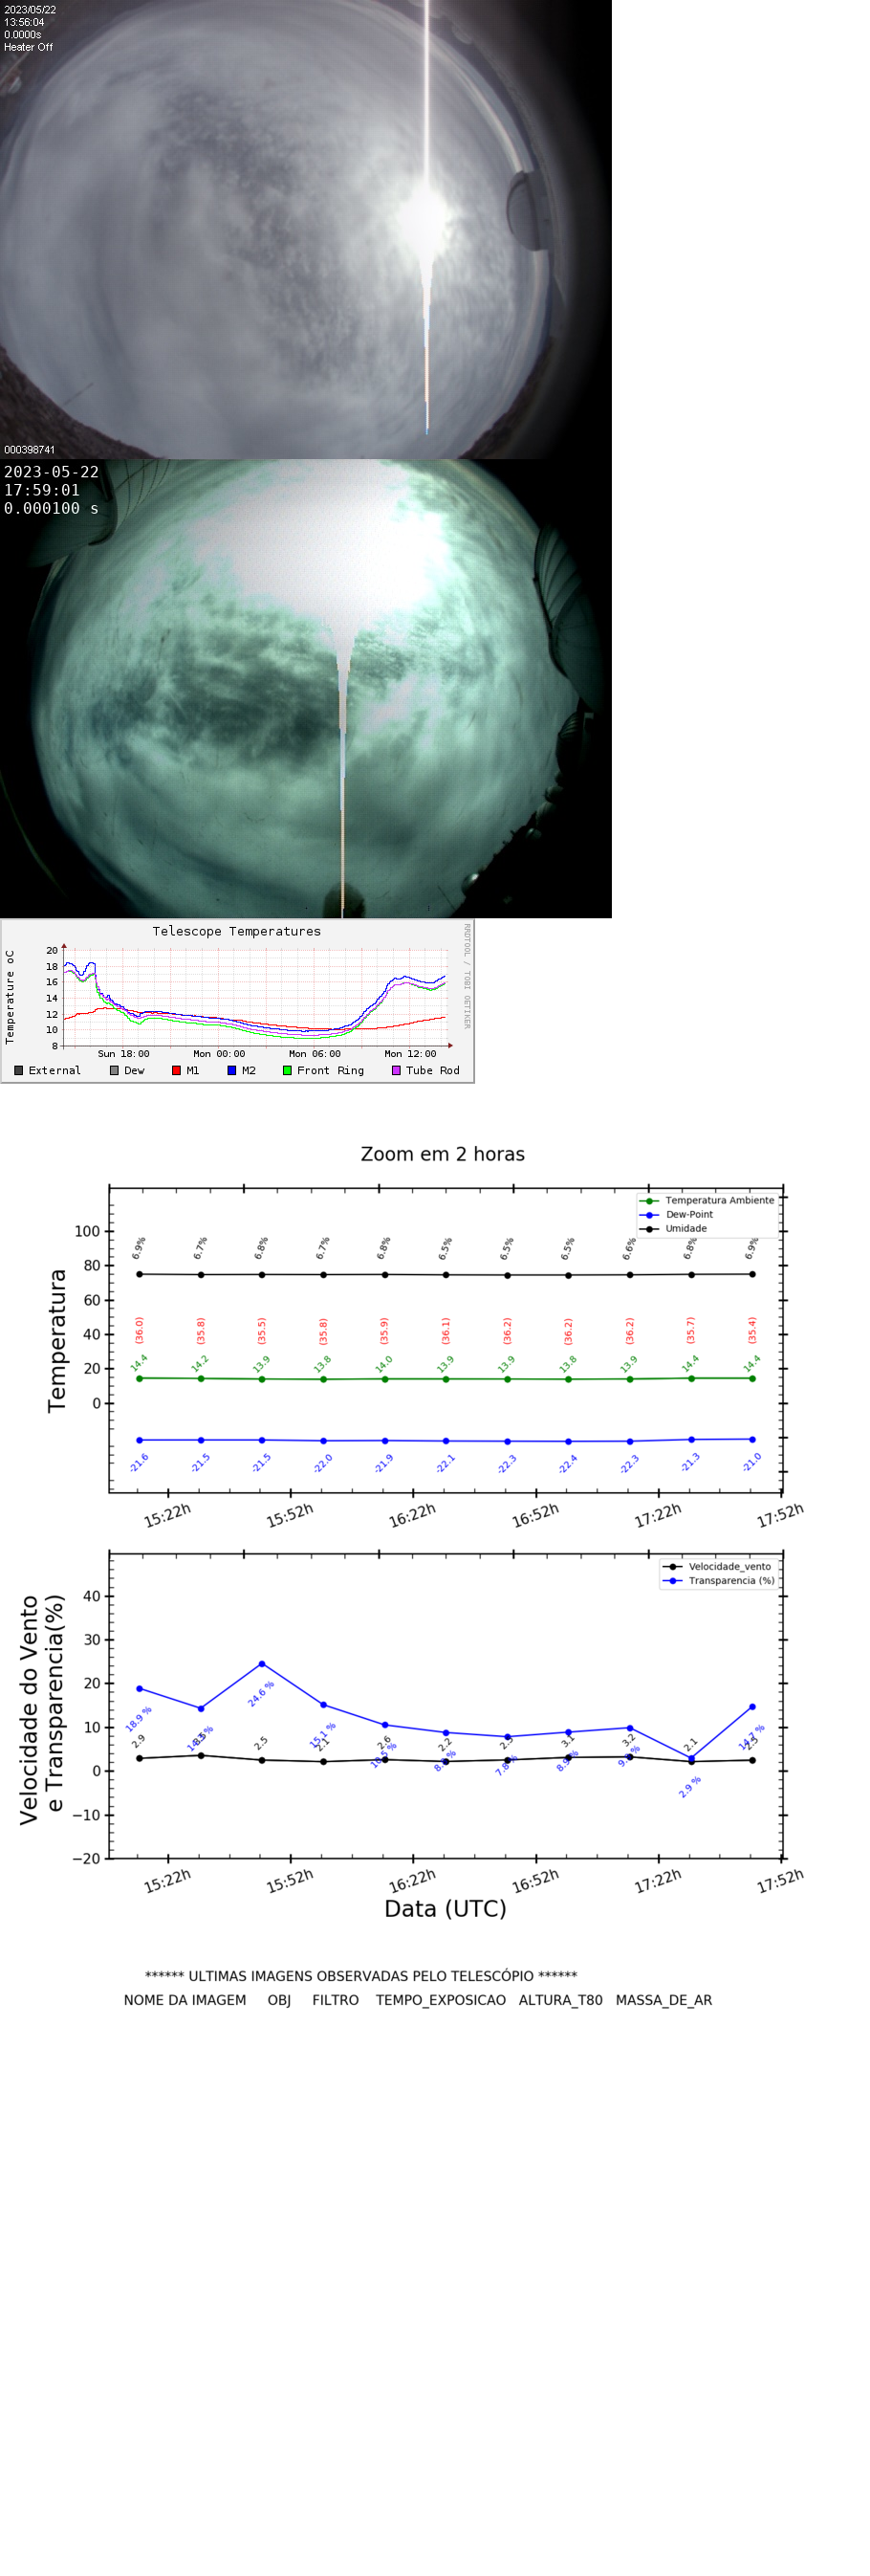 2023/05/22
13:56:04
0.0000s
Heater Off
000398741
2023-05-22
17:59:01
0.000100 s
Telescope Temperatures
RRDTOOL / TOBI OETIKER
Temperature oC
20
18
16
14
12
10
8
Sun 18:00 Mon 00:00 Mon 06:00 Mon 12:00
External Dew M1 M2 Front Ring Tube Rod
Zoom em 2 horas
Temperatura Ambiente
Dew-Point
Umidade
Temperatura
100
80
60
40
20
0
6.9% 6.7% 6.8% 6.7% 6.8% 6.5% 6.5% 6.5% 6.6% 6.8% 6.9%
(36.0) (35.8) (35.5) (35.8) (35.9) (36.1) (36.2) (36.2) (36.2) (35.7) (35.4)
14.4 14.2 13.9 13.8 14.0 13.9 13.9 13.8 13.9 14.4 14.4
-21.6 -21.5 -21.5 -22.0 -21.9 -22.1 -22.3 -22.4 -22.3 -21.3 -21.0
15:22h 15:52h 16:22h 16:52h 17:22h 17:52h
Velocidade_vento
Transparencia (%)
Velocidade do Vento
e Transparencia(%)
40
30
20
10
0
−10
−20
18.9 % 24.6 % 15.1 % 2.9 %
2.9 2.5 2.1 2.6 2.2 3.1 3.2 2.1
15:22h 15:52h 16:22h 16:52h 17:22h 17:52h
Data (UTC)
****** ULTIMAS IMAGENS OBSERVADAS PELO TELESCÓPIO ******
NOME DA IMAGEM OBJ FILTRO TEMPO_EXPOSICAO ALTURA_T80 MASSA_DE_AR